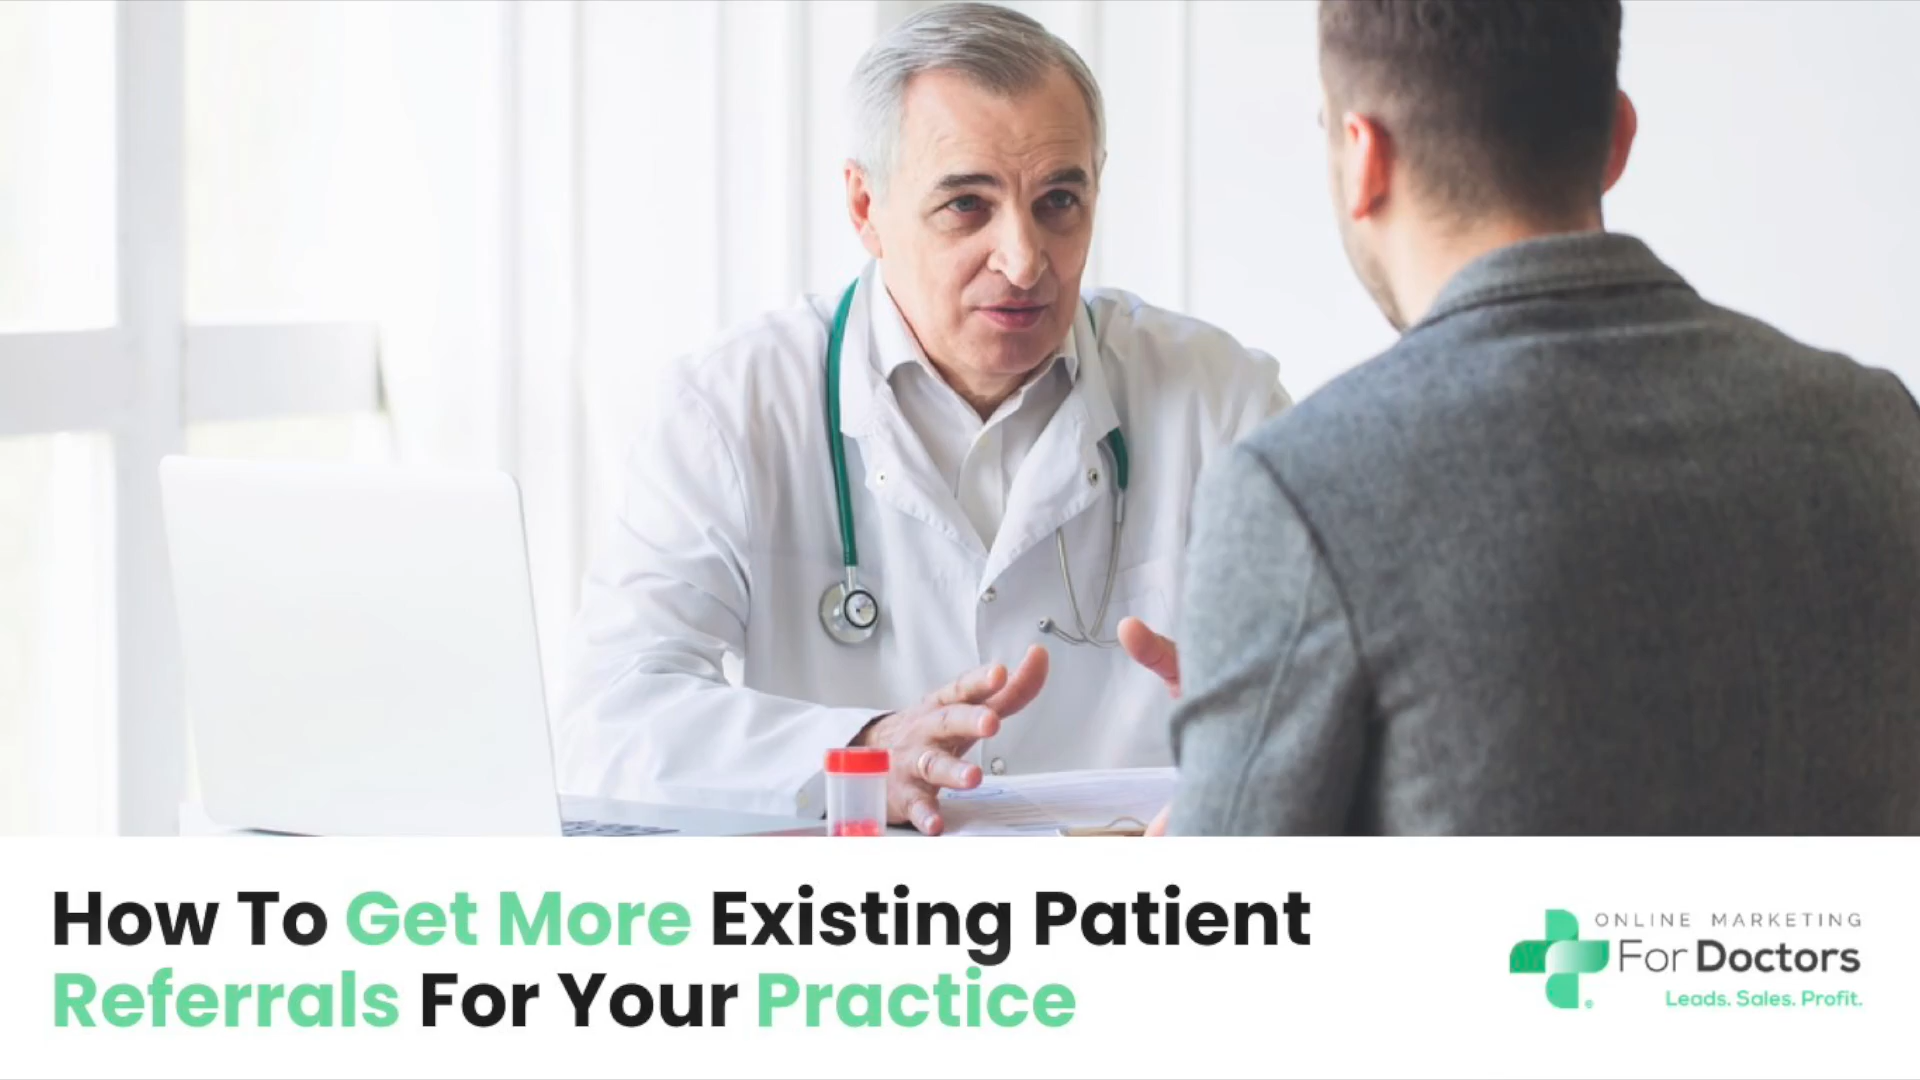 How To Get More Existing Patient
Referrals For Your Practice
ONLINE MARKETING
For Doctors
Leads. Sales. Profit.
®